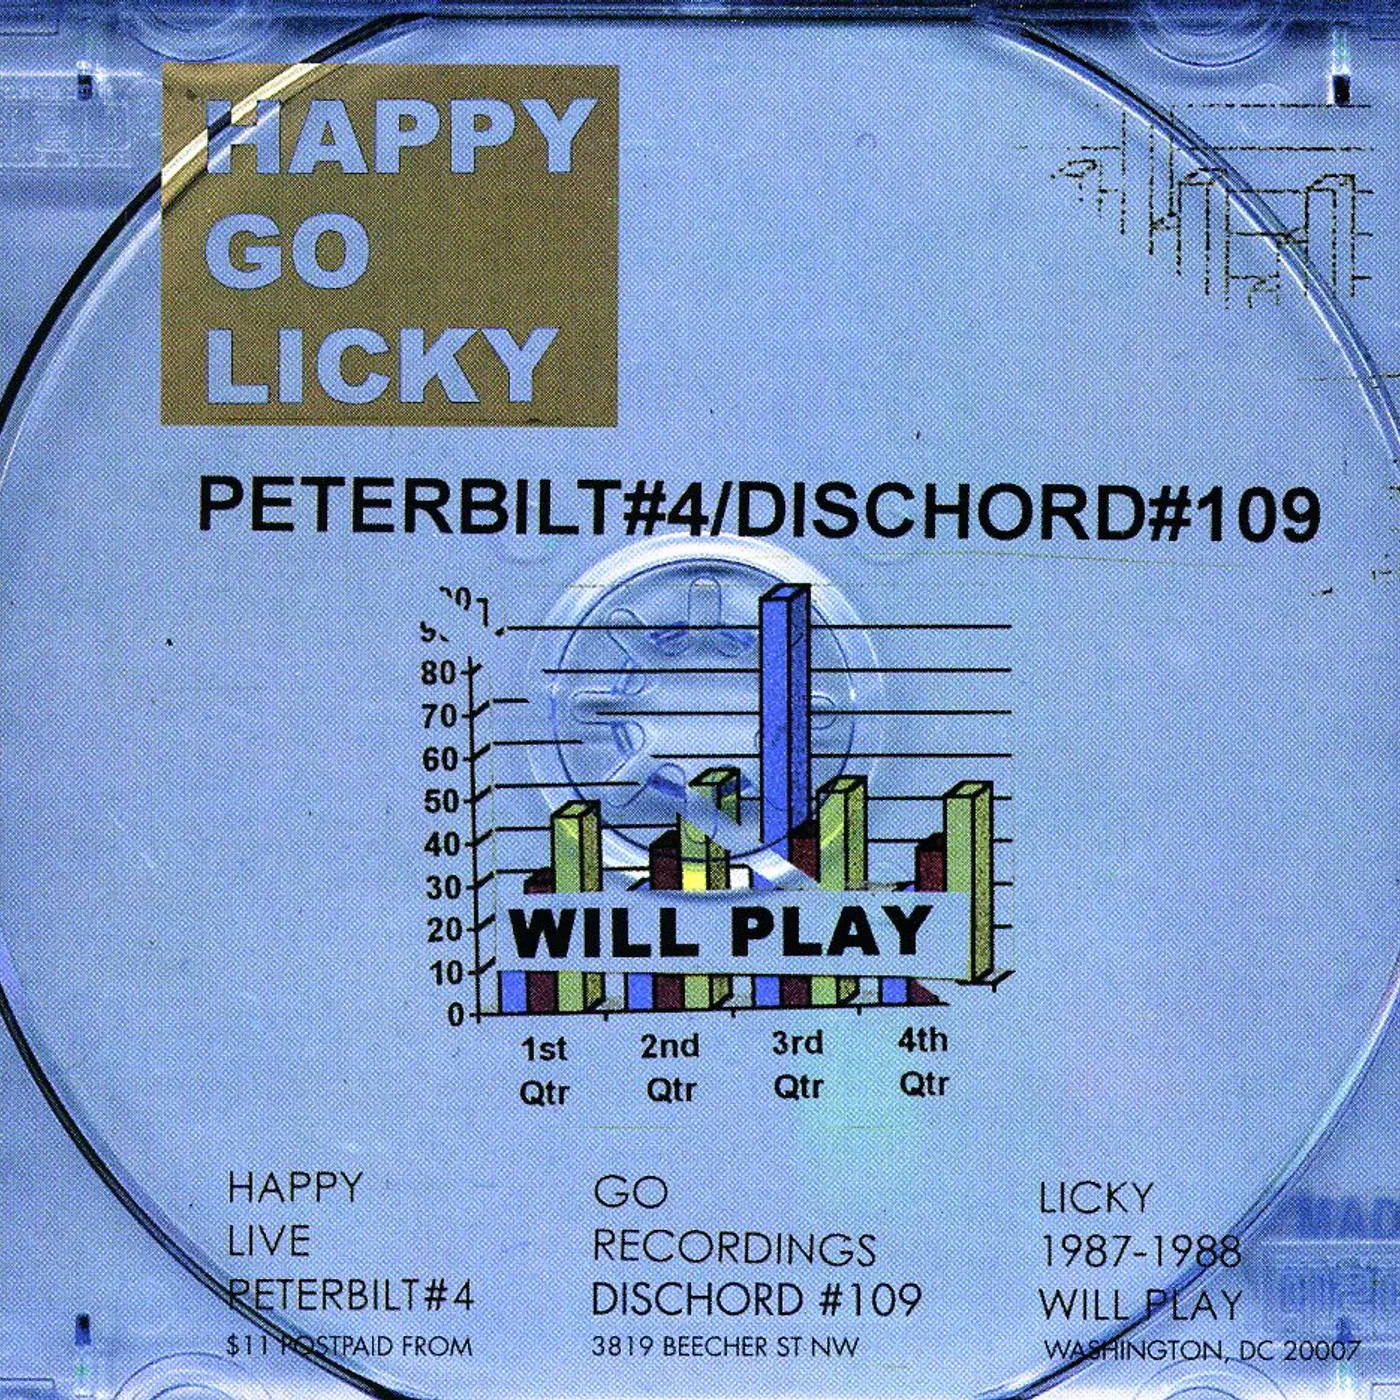 HAPPY
GO
LICKY
PETERBILT#4/DISCHORD#109
80
70
60
50
40
30
20
10
0
WILL PLAY
1st Qtr
2nd Qtr
3rd Qtr
4th Qtr
HAPPY GO LICKY
LIVE RECORDINGS 1987-1988
PETERBILT#4 DISCHORD #109 WILL PLAY
$11 POSTPAID FROM 3819 BEECHER ST NW WASHINGTON, DC 20007